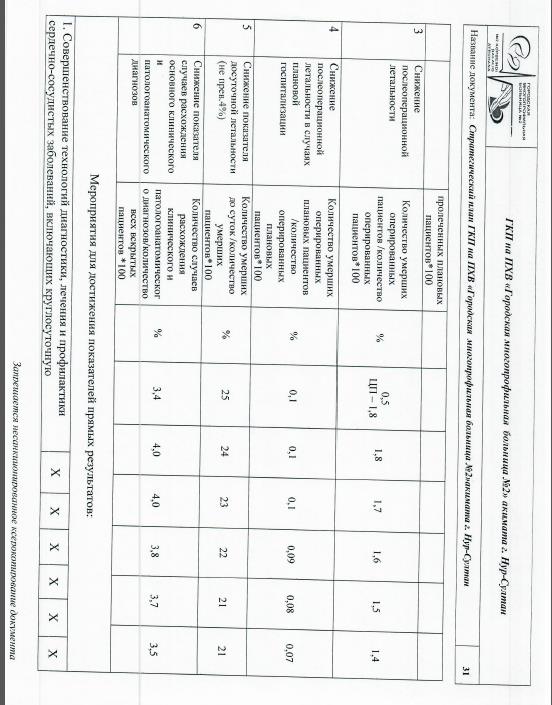 ГОРОДСКАЯ
МНОГОПРОФИЛЬНАЯ
БОЛЬНИЦА №2
ГКП на ПХВ «Городская многопрофильная больница №2» акимата г. Нур-Султан
Название документа: Стратегический план ГКП на ПХВ «Городская многопрофильная больница №2»акимата г. Нур-Султан
31
пролеченных плановых
пациентов*100
3
Снижение
послеоперационной
летальности
Количество умерших
оперированных
пациентов /количество
оперированных
пациентов*100
%
0,5
ЦП – 1,8
1,8
1,7
1,6
1,5
1,4
4
Снижение
послеоперационной
летальности в случаях
плановой
госпитализации
Количество умерших
оперированных
плановых пациентов
/количество
оперированных
плановых
пациентов*100
%
0,1
0,1
0,1
0,09
0,08
0,07
5
Снижение показателя
досуточной летальности
(не прев.4%)
Количество умерших
до суток /количество
умерших
пациентов*100
%
25
24
23
22
21
21
6
Снижение показателя
случаев расхождения
основного клинического
и
патологоанатомического
диагнозов
Количество случаев
расхождения
клинического и
патологоанатомическог
о диагнозов/количество
всех вскрытых
пациентов *100
%
3,4
4,0
4,0
3,8
3,7
3,5
Мероприятия для достижения показателей прямых результатов:
1. Совершенствование технологий диагностики, лечения и профилактики
сердечно-сосудистых заболеваний, включающих круглосуточную
X
X
X
X
X
X
Запрещается несанкционированное ксерокопирование документа